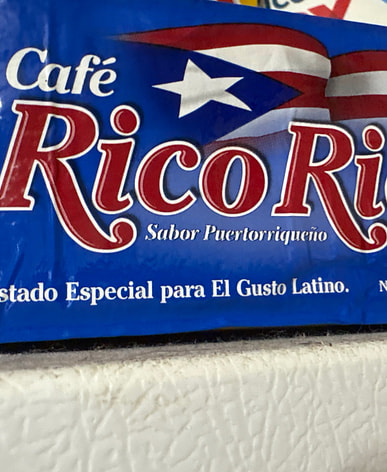 Café
Rico Ri
Sabor Puertorriqueño
stado Especial para El Gusto Latino. N